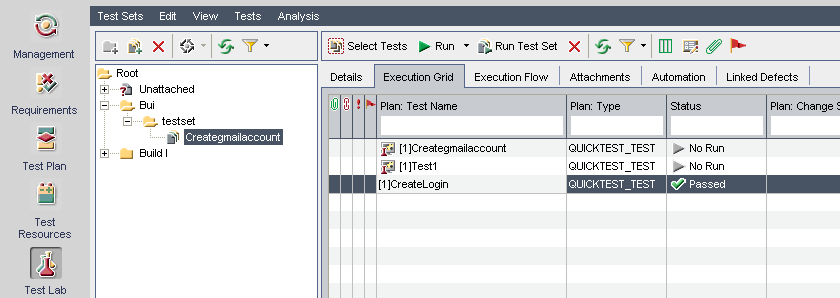 Test Sets Edit View Tests Analysis
Management
Requirements
Test Plan
Test
Resources
Test Lab
Root
Unattached
Bui
testset
Creategmailaccount
Build I
Select Tests Run Run Test Set
Details Execution Grid Execution Flow Attachments Automation Linked Defects
Plan: Test Name Plan: Type Status Plan: Change S
[1]Creategmailaccount QUICKTEST_TEST No Run
[1]Test1 QUICKTEST_TEST No Run
[1]CreateLogin QUICKTEST_TEST Passed